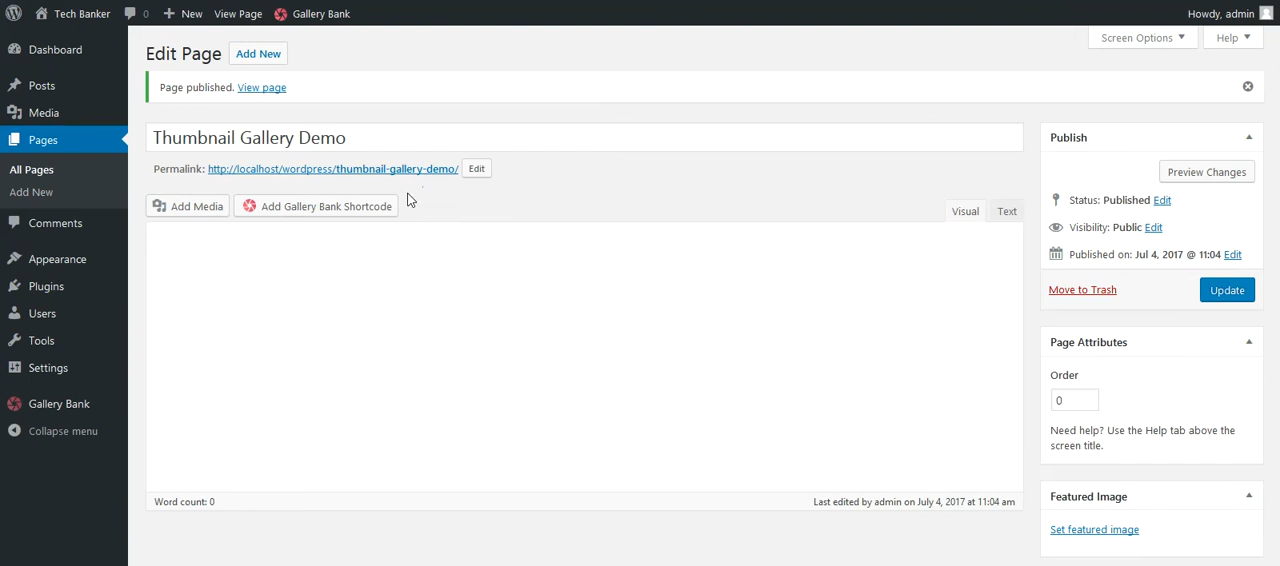 Tech Banker 0 New View Page Gallery Bank Howdy, admin
Screen Options Help
Dashboard
Posts
Media
Pages
All Pages
Add New
Comments
Appearance
Plugins
Users
Tools
Settings
Gallery Bank
Collapse menu
Edit Page Add New
Page published. View page
Thumbnail Gallery Demo
Permalink: http://localhost/wordpress/thumbnail-gallery-demo/ Edit
Add Media Add Gallery Bank Shortcode
Visual Text
Word count: 0 Last edited by admin on July 4, 2017 at 11:04 am
Publish
Preview Changes
Status: Published Edit
Visibility: Public Edit
Published on: Jul 4, 2017 @ 11:04 Edit
Move to Trash Update
Page Attributes
Order
0
Need help? Use the Help tab above the
screen title.
Featured Image
Set featured image